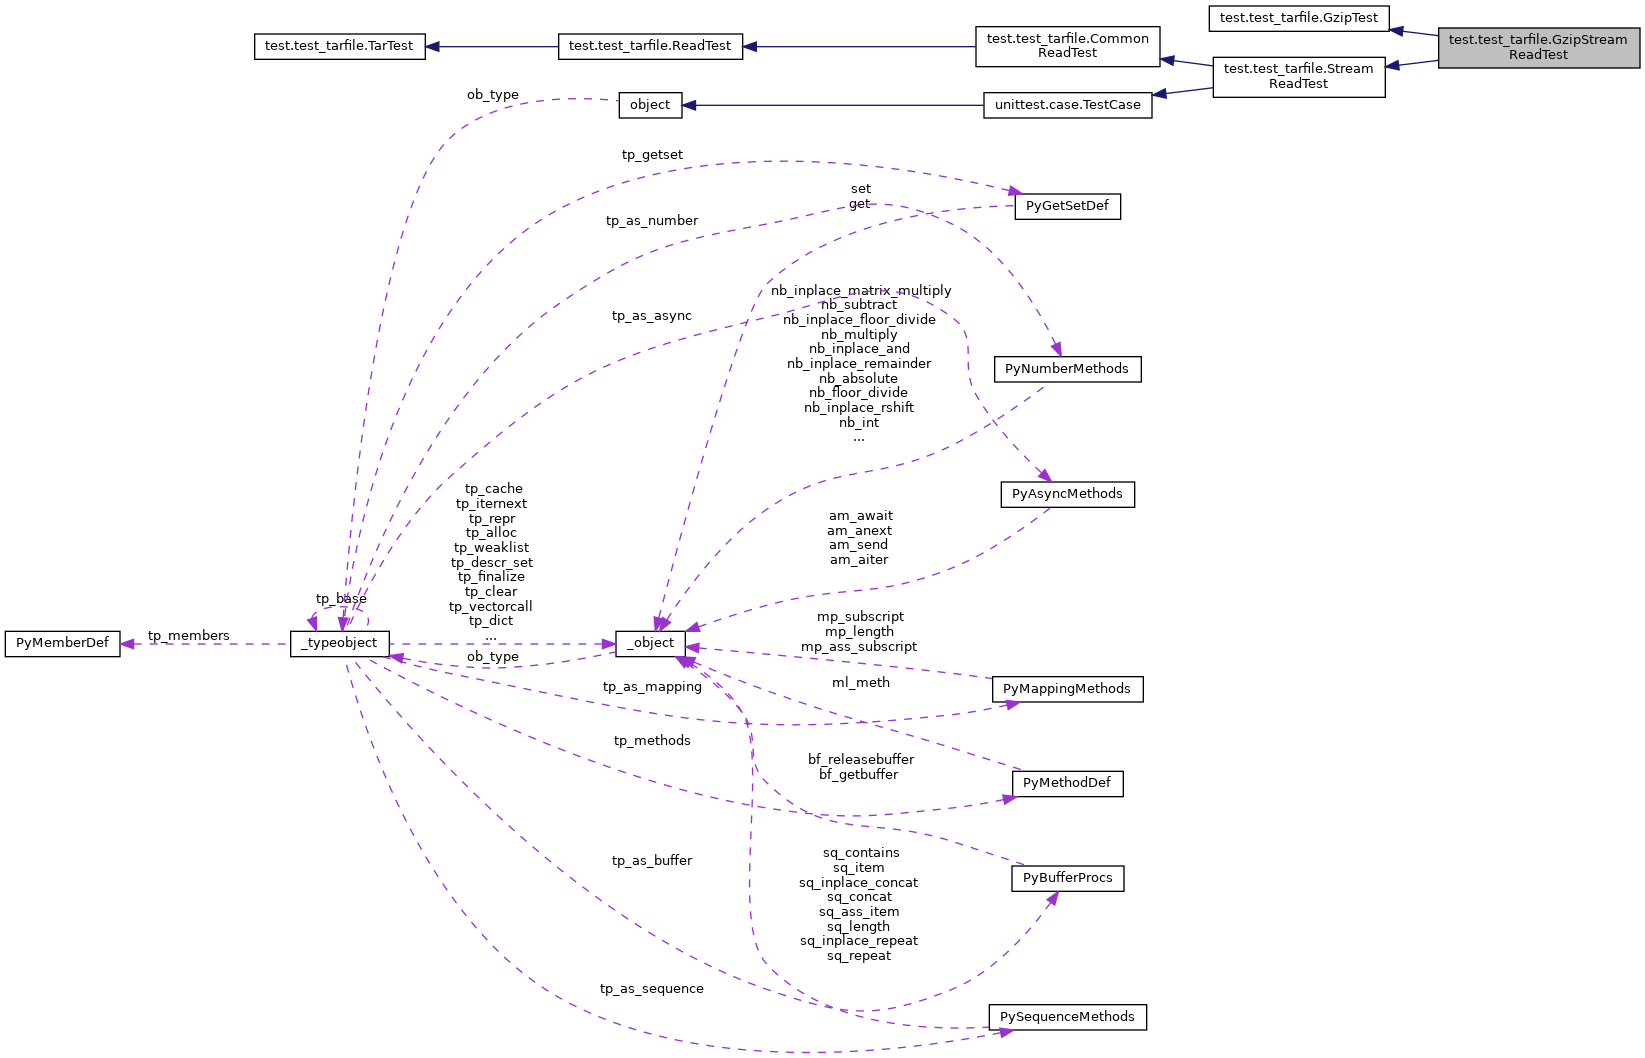 test.test_tarfile.GzipTest
test.test_tarfile.GzipStream
ReadTest
test.test_tarfile.TarTest
test.test_tarfile.ReadTest
test.test_tarfile.Common
ReadTest
test.test_tarfile.Stream
ReadTest
ob_type
object
unittest.case.TestCase
tp_getset
set
get
PyGetSetDef
tp_as_number
nb_inplace_matrix_multiply
nb_subtract
nb_inplace_floor_divide
nb_multiply
nb_inplace_and
nb_inplace_remainder
nb_absolute
nb_floor_divide
nb_inplace_rshift
nb_int
...
tp_as_async
PyNumberMethods
PyAsyncMethods
tp_cache
tp_iternext
tp_repr
tp_alloc
tp_weaklist
tp_descr_set
tp_finalize
tp_clear
tp_vectorcall
tp_dict
...
am_await
am_anext
am_send
am_aiter
tp_base
PyMemberDef
tp_members
_typeobject
_object
ob_type
mp_subscript
mp_length
mp_ass_subscript
tp_as_mapping
ml_meth
PyMappingMethods
tp_methods
bf_releasebuffer
bf_getbuffer
PyMethodDef
tp_as_buffer
sq_contains
sq_item
sq_inplace_concat
sq_concat
sq_ass_item
sq_length
sq_inplace_repeat
sq_repeat
PyBufferProcs
tp_as_sequence
PySequenceMethods